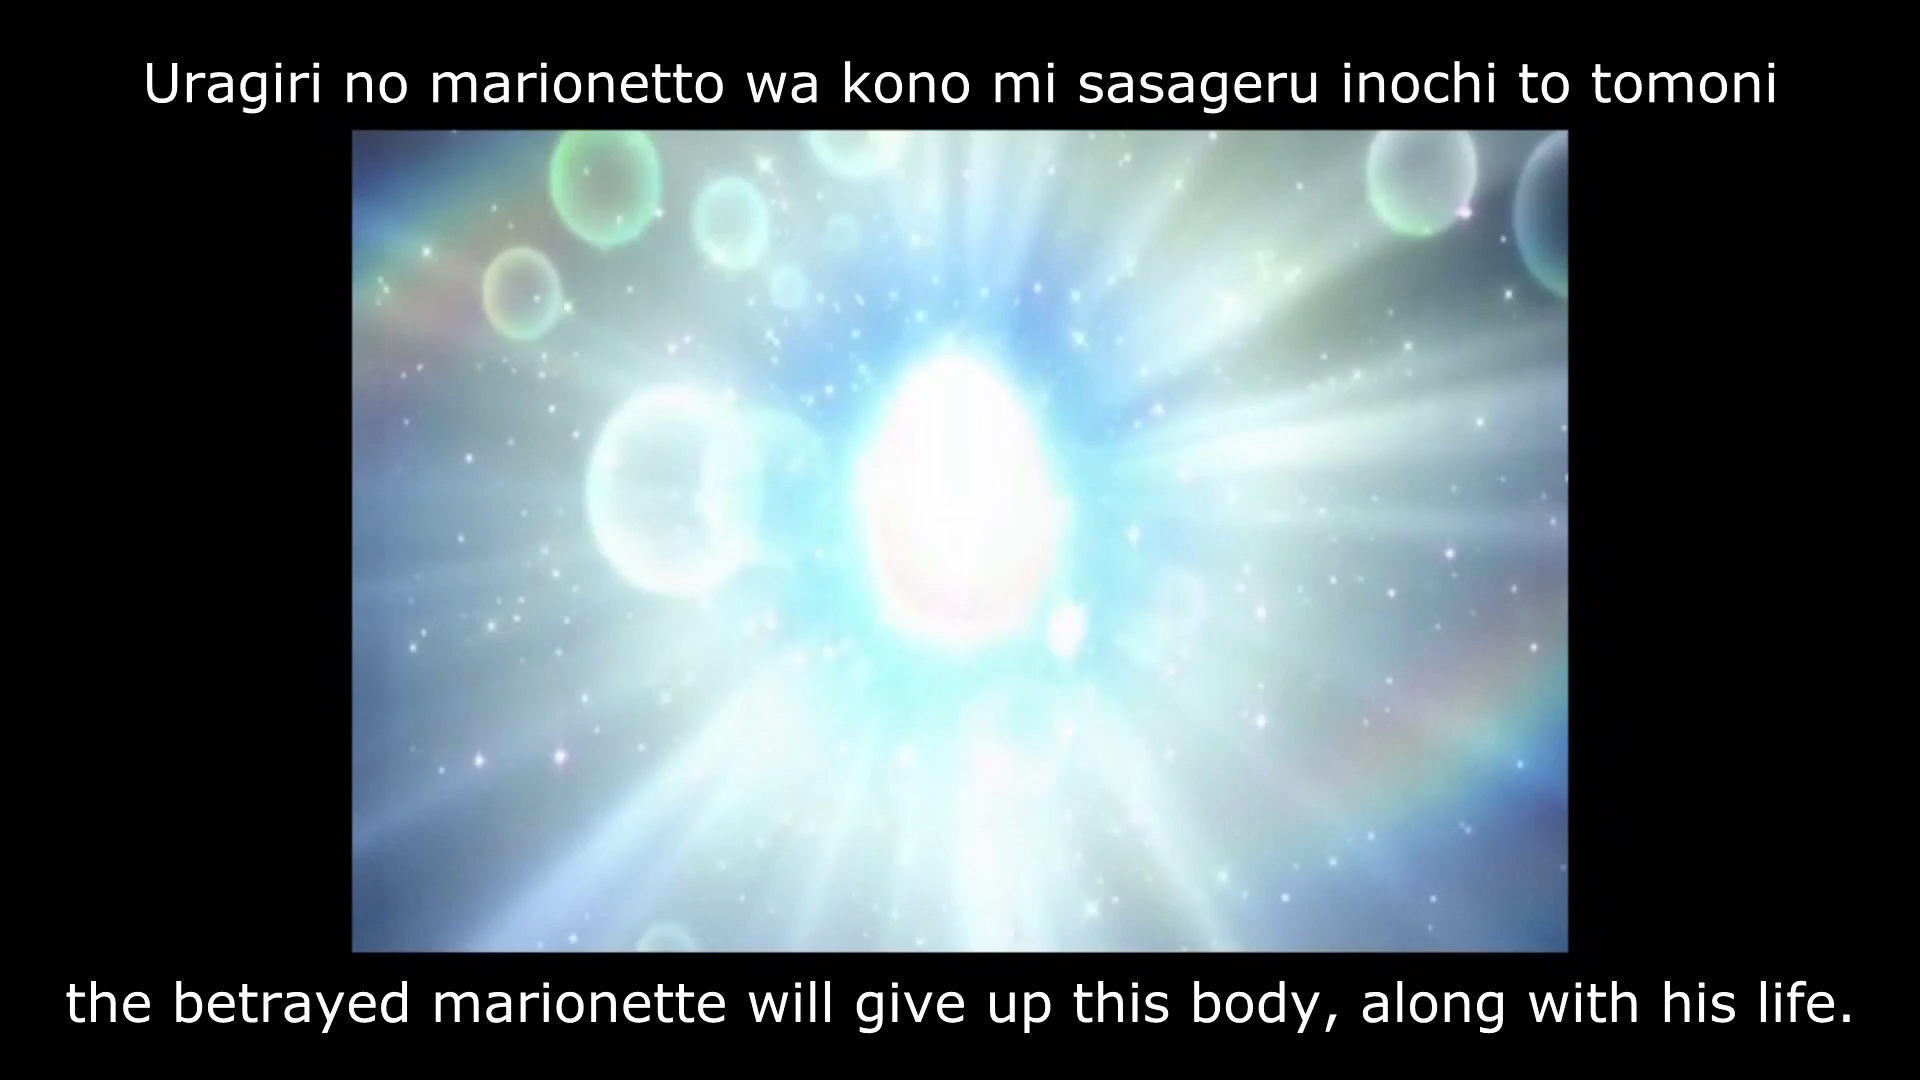 Uragiri no marionetto wa kono mi sasageru inochi to tomoni
the betrayed marionette will give up this body, along with his life.